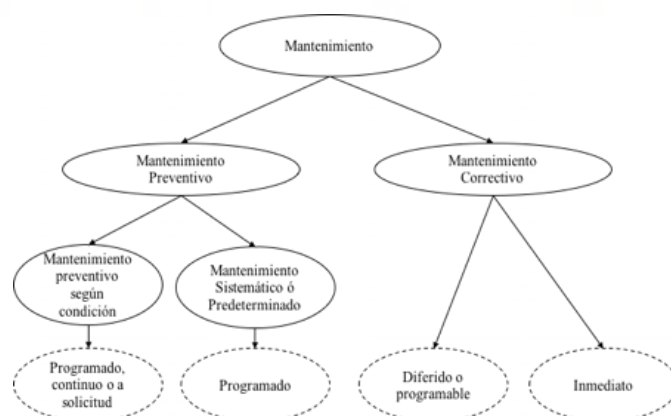 Mantenimiento
Mantenimiento
Preventivo
Mantenimiento
Correctivo
Mantenimiento
preventivo
según
condición
Mantenimiento
Sistemático ó
Predeterminado
Programado,
continuo o a
solicitud
Programado
Diferido o
programable
Inmediato